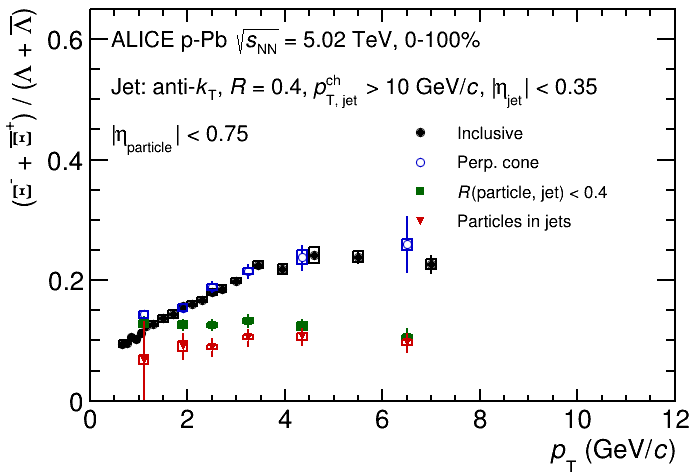 ALICE p-Pb √sNN = 5.02 TeV, 0-100%
Jet: anti-kT, R = 0.4, pchT, jet > 10 GeV/c, |ηjet| < 0.35
|ηparticle| < 0.75
Inclusive
Perp. cone
R(particle, jet) < 0.4
Particles in jets
(Ξ- + Ξ̅+) / (Λ + Λ̅)
0.6
0.4
0.2
0
0 2 4 6 8 10 12
pT (GeV/c)